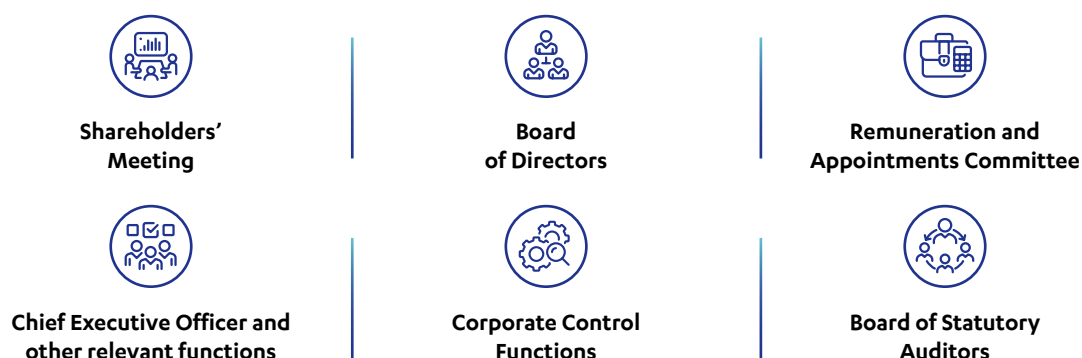 Shareholders’
Meeting
Board
of Directors
Remuneration and
Appointments Committee
Chief Executive Officer and
other relevant functions
Corporate Control
Functions
Board of Statutory
Auditors